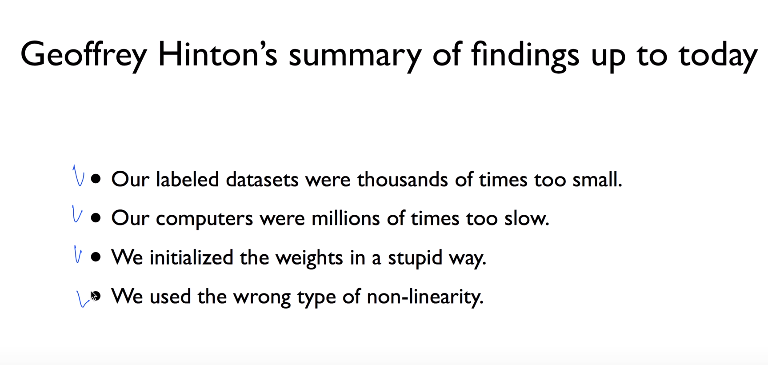 Geoffrey Hinton's summary of findings up to today
• Our labeled datasets were thousands of times too small.
• Our computers were millions of times too slow.
• We initialized the weights in a stupid way.
• We used the wrong type of non-linearity.